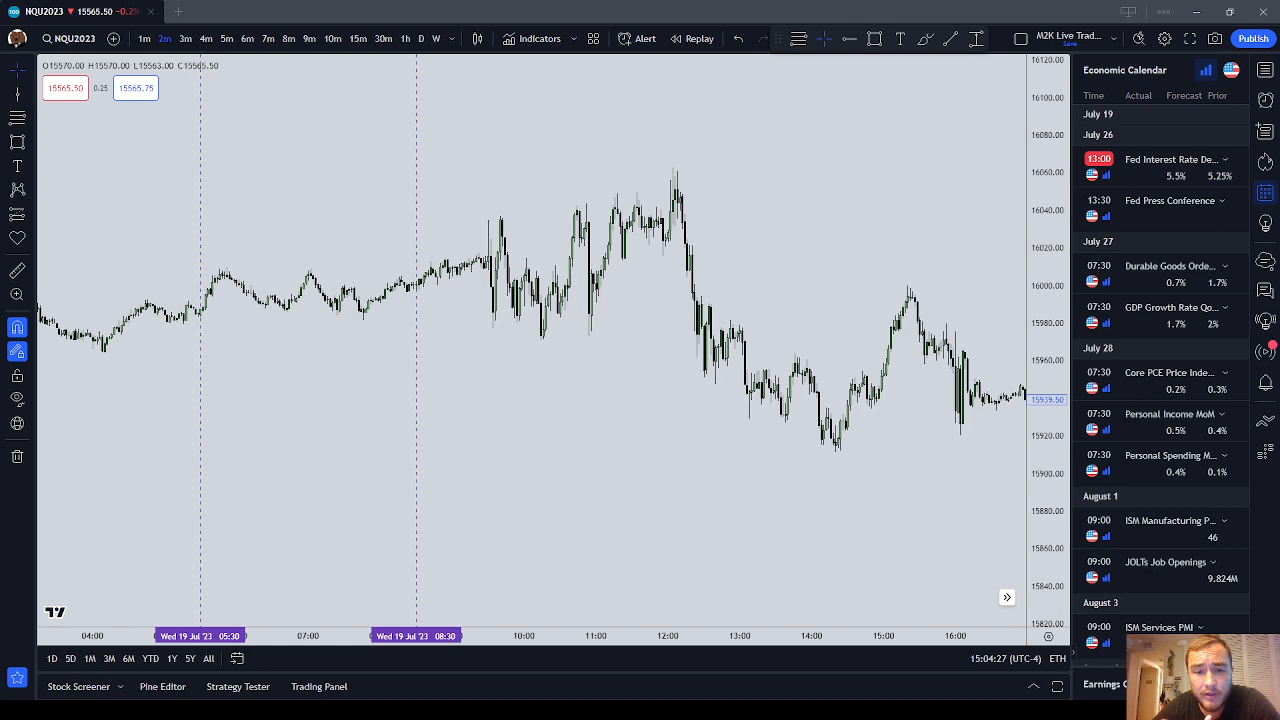 NQU2023 ▼ 15565.50 −0.2%
NQU2023 1m 2m 3m 4m 5m 6m 7m 8m 9m 10m 15m 30m 1h D W Indicators Alert Replay M2K Live Trad... Save Publish
O15570.00 H15570.00 L15563.00 C15565.50
15565.50 0.25 15565.75
16120.00
16100.00
16080.00
16060.00
16040.00
16020.00
16000.00
15980.00
15960.00
15939.50
15920.00
15900.00
15880.00
15860.00
15840.00
15820.00
04:00 Wed 19 Jul '23 05:30 07:00 Wed 19 Jul '23 08:30 10:00 11:00 12:00 13:00 14:00 15:00 16:00
1D 5D 1M 3M 6M YTD 1Y 5Y All 15:04:27 (UTC-4) ETH
Stock Screener Pine Editor Strategy Tester Trading Panel
Economic Calendar
Time Actual Forecast Prior
July 19
July 26
13:00 Fed Interest Rate De...
5.5% 5.25%
13:30 Fed Press Conference
July 27
07:30 Durable Goods Orde...
0.7% 1.7%
07:30 GDP Growth Rate Qo...
1.7% 2%
July 28
07:30 Core PCE Price Inde...
0.2% 0.3%
07:30 Personal Income MoM
0.5% 0.4%
07:30 Personal Spending M...
0.4% 0.1%
August 1
09:00 ISM Manufacturing P...
46
09:00 JOLTs Job Openings
9.824M
August 3
09:00 ISM Services PMI